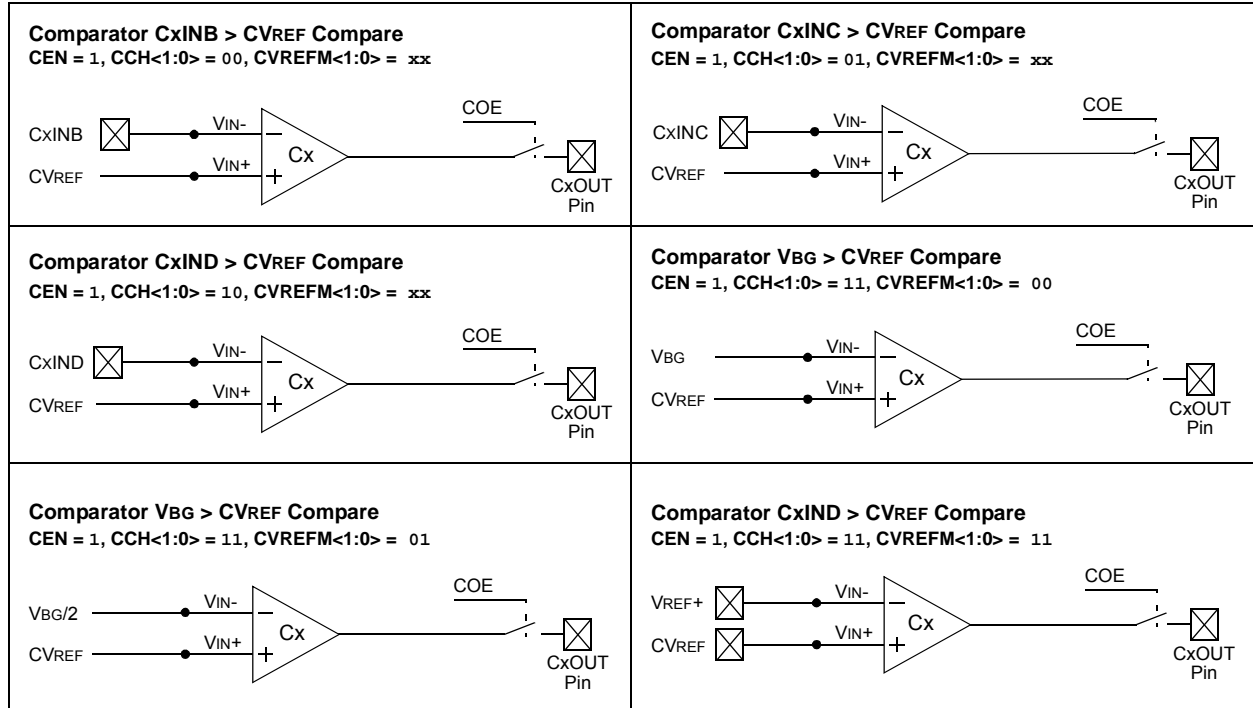 Comparator CxINB > CVREF Compare
CEN = 1, CCH<1:0> = 00, CVREFM<1:0> = xx
COE
CxINB
VIN-
Cx
CVREF
VIN+
CxOUT
Pin
Comparator CxINC > CVREF Compare
CEN = 1, CCH<1:0> = 01, CVREFM<1:0> = xx
COE
CxINC
VIN-
Cx
CVREF
VIN+
CxOUT
Pin
Comparator CxIND > CVREF Compare
CEN = 1, CCH<1:0> = 10, CVREFM<1:0> = xx
COE
CxIND
VIN-
Cx
CVREF
VIN+
CxOUT
Pin
Comparator VBG > CVREF Compare
CEN = 1, CCH<1:0> = 11, CVREFM<1:0> = 00
COE
VBG
VIN-
Cx
CVREF
VIN+
CxOUT
Pin
Comparator VBG > CVREF Compare
CEN = 1, CCH<1:0> = 11, CVREFM<1:0> = 01
COE
VBG/2
VIN-
Cx
CVREF
VIN+
CxOUT
Pin
Comparator CxIND > CVREF Compare
CEN = 1, CCH<1:0> = 11, CVREFM<1:0> = 11
COE
VREF+
VIN-
Cx
CVREF
VIN+
CxOUT
Pin